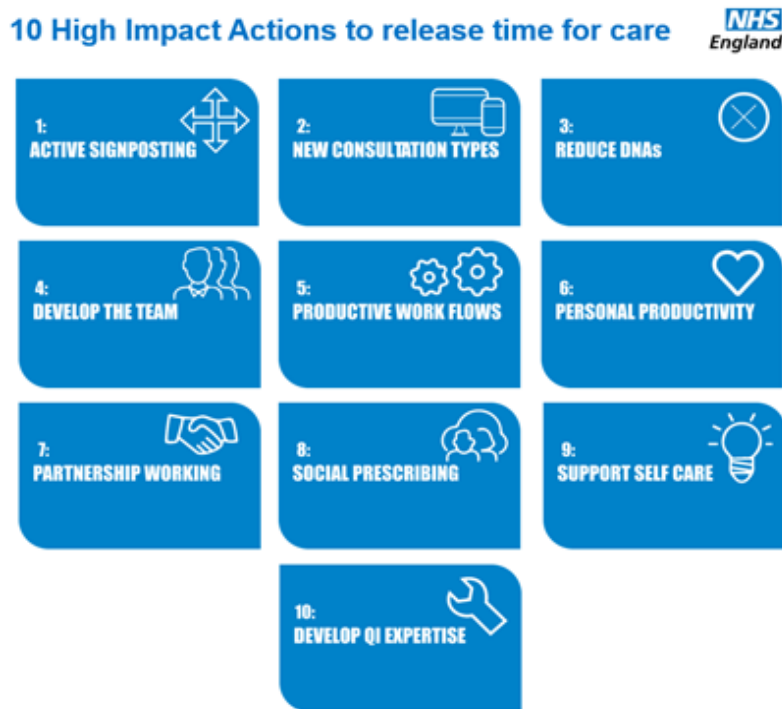 10 High Impact Actions to release time for care
NHS
England
1:
ACTIVE SIGNPOSTING
2:
NEW CONSULTATION TYPES
3:
REDUCE DNAs
4:
DEVELOP THE TEAM
5:
PRODUCTIVE WORK FLOWS
6:
PERSONAL PRODUCTIVITY
7:
PARTNERSHIP WORKING
8:
SOCIAL PRESCRIBING
9:
SUPPORT SELF CARE
10:
DEVELOP QI EXPERTISE